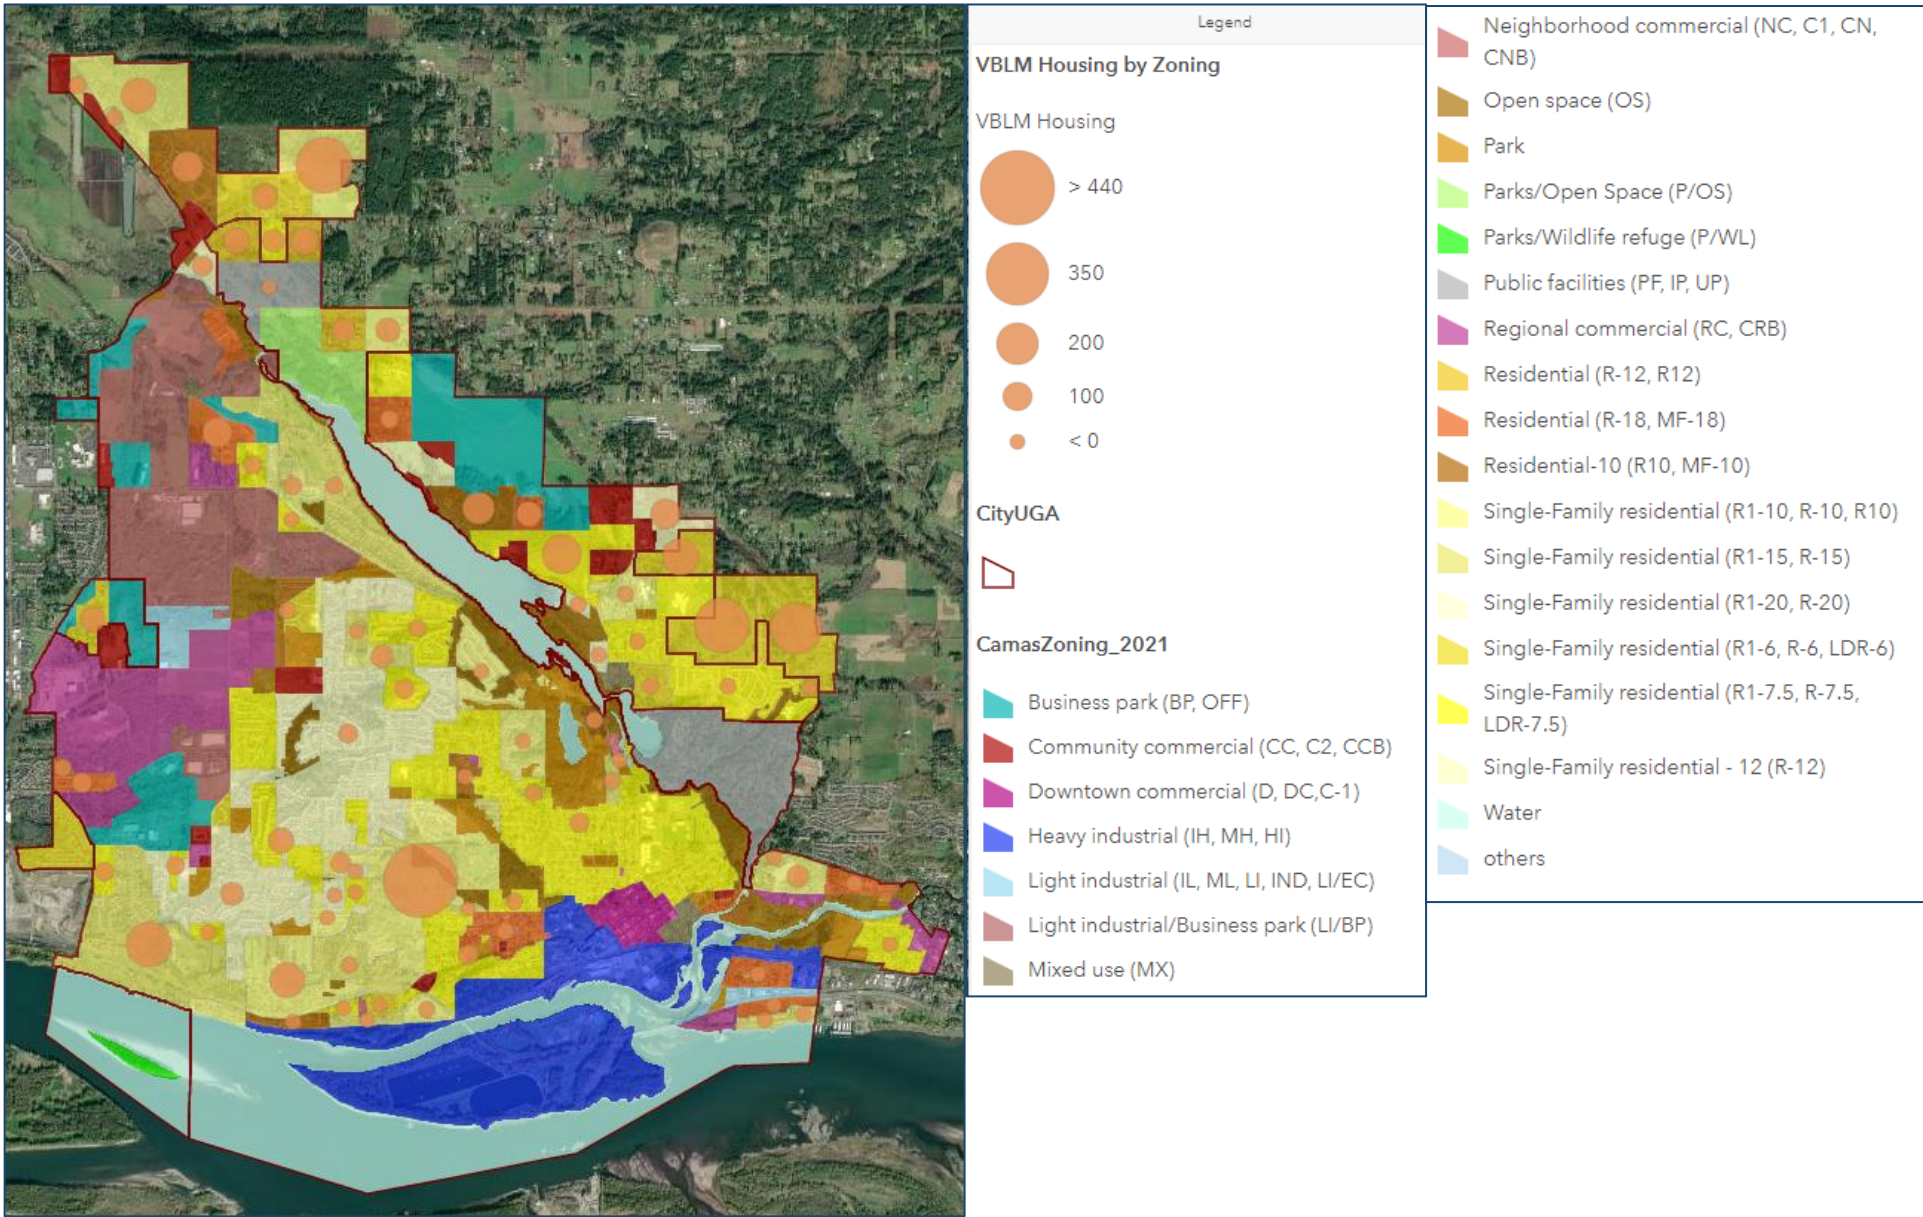 Legend
VBLM Housing by Zoning
VBLM Housing
> 440
350
200
100
< 0
CityUGA
CamasZoning_2021
Business park (BP, OFF)
Community commercial (CC, C2, CCB)
Downtown commercial (D, DC,C-1)
Heavy industrial (IH, MH, HI)
Light industrial (IL, ML, LI, IND, LI/EC)
Light industrial/Business park (LI/BP)
Mixed use (MX)
Neighborhood commercial (NC, C1, CN,
CNB)
Open space (OS)
Park
Parks/Open Space (P/OS)
Parks/Wildlife refuge (P/WL)
Public facilities (PF, IP, UP)
Regional commercial (RC, CRB)
Residential (R-12, R12)
Residential (R-18, MF-18)
Residential-10 (R10, MF-10)
Single-Family residential (R1-10, R-10, R10)
Single-Family residential (R1-15, R-15)
Single-Family residential (R1-20, R-20)
Single-Family residential (R1-6, R-6, LDR-6)
Single-Family residential (R1-7.5, R-7.5,
LDR-7.5)
Single-Family residential - 12 (R-12)
Water
others